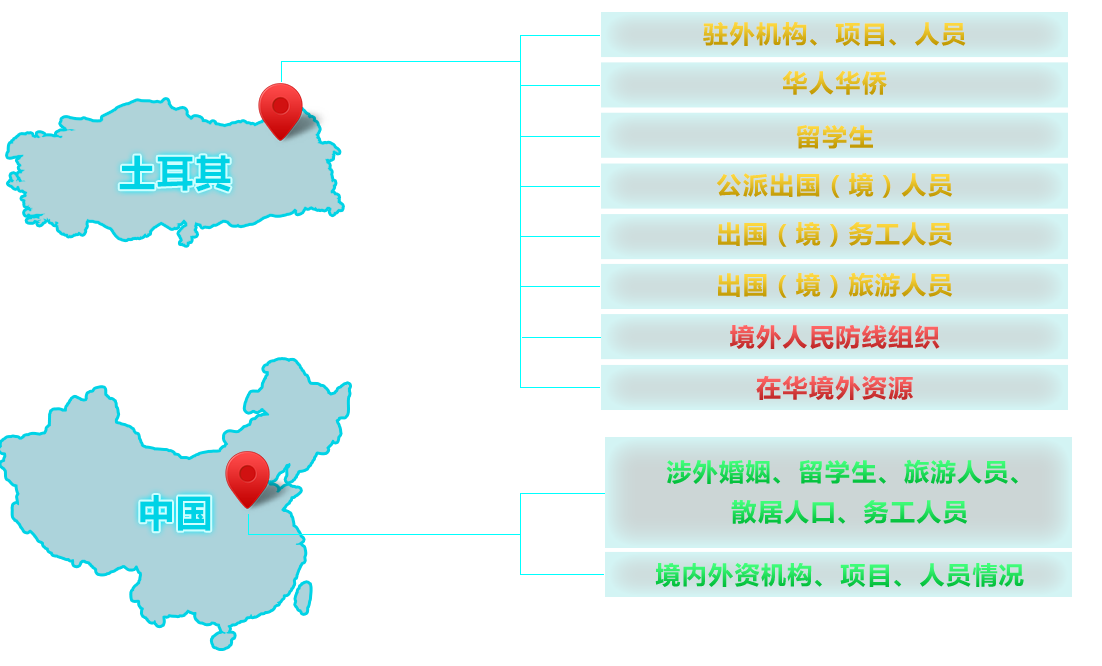 土耳其
驻外机构、项目、人员
华人华侨
留学生
公派出国（境）人员
出国（境）务工人员
出国（境）旅游人员
境外人民防线组织
在华境外资源
中国
涉外婚姻、留学生、旅游人员、
散居人口、务工人员
境内外资机构、项目、人员情况